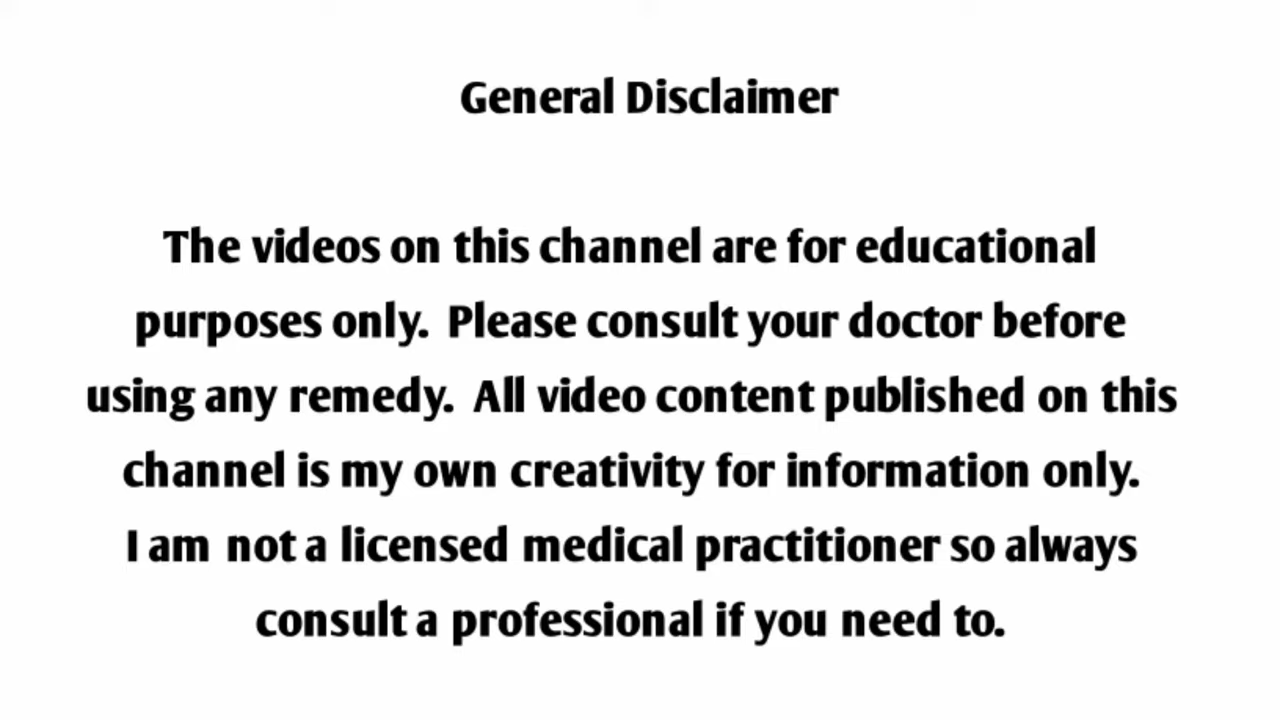 General Disclaimer
The videos on this channel are for educational
purposes only. Please consult your doctor before
using any remedy. All video content published on this
channel is my own creativity for information only.
I am not a licensed medical practitioner so always
consult a professional if you need to.